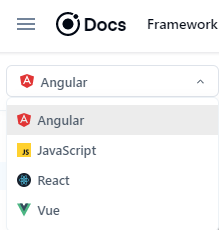 Docs Framework
Angular
Angular
JS JavaScript
React
Vue